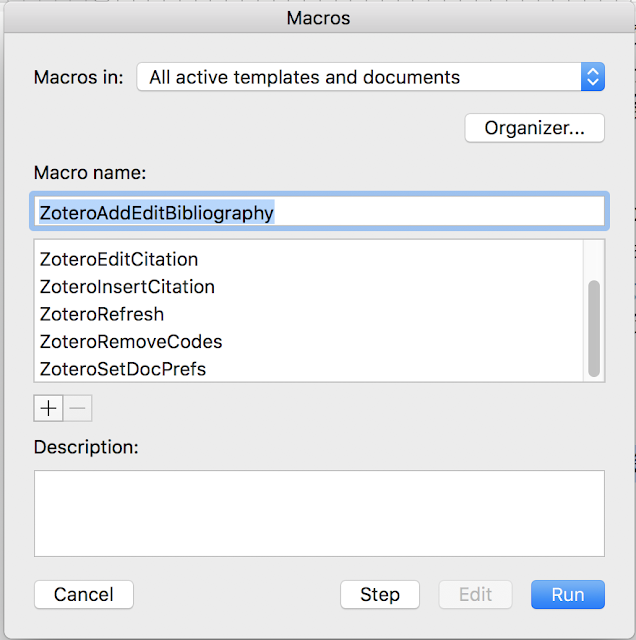 Macros
Macros in: All active templates and documents
Organizer...
Macro name:
ZoteroAddEditBibliography
ZoteroEditCitation
ZoteroInsertCitation
ZoteroRefresh
ZoteroRemoveCodes
ZoteroSetDocPrefs
Description:
Cancel Step Edit Run